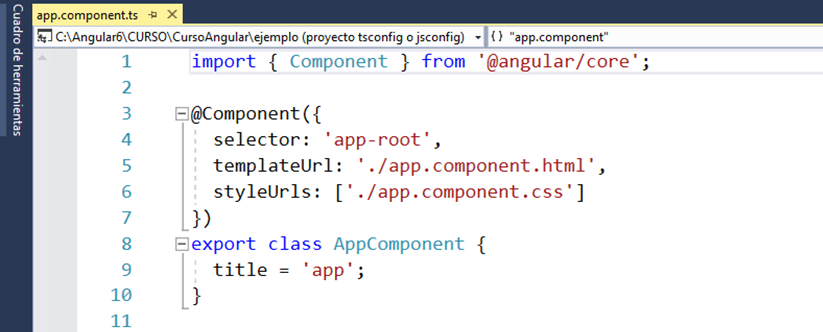 Cuadro de herramientas
app.component.ts
C:\Angular6\CURSO\CursoAngular\ejemplo (proyecto tsconfig o jsconfig)
{ } "app.component"
1 import { Component } from '@angular/core';
2
3 @Component({
4 selector: 'app-root',
5 templateUrl: './app.component.html',
6 styleUrls: ['./app.component.css']
7 })
8 export class AppComponent {
9 title = 'app';
10 }
11